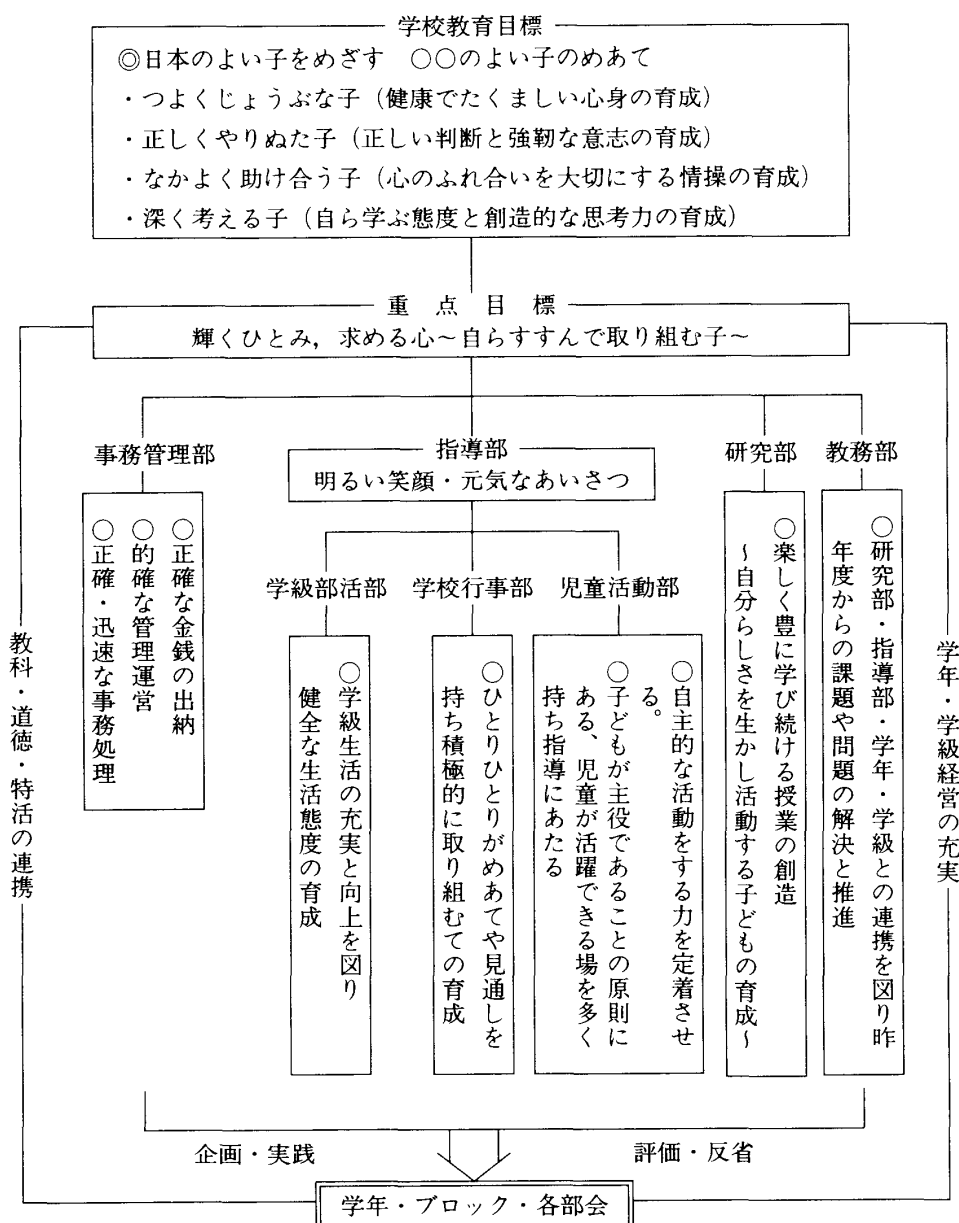 学校教育目標
◎日本のよい子をめざす　○○のよい子のめあて
・つよくじょうぶな子（健康でたくましい心身の育成）
・正しくやりぬた子（正しい判断と強靭な意志の育成）
・なかよく助け合う子（心のふれ合いを大切にする情操の育成）
・深く考える子（自ら学ぶ態度と創造的な思考力の育成）
重　点　目　標
輝くひとみ，求める心～自らすすんで取り組む子～
教科・道徳・特活の連携
学年・学級経営の充実
事務管理部
○正確な金銭の出納
○的確な管理運営
○正確・迅速な事務処理
指導部
明るい笑顔・元気なあいさつ
学級部活部
○学級生活の充実と向上を図り
健全な生活態度の育成
学校行事部
○ひとりひとりがめあてや見通しを
持ち積極的に取り組むての育成
児童活動部
○自主的な活動をする力を定着させ
る。
○子どもが主役であることの原則に
ある、児童が活躍できる場を多く
持ち指導にあたる
研究部
○楽しく豊に学び続ける授業の創造
～自分らしさを生かし活動する子どもの育成～
教務部
○研究部・指導部・学年・学級との連携を図り昨
年度からの課題や問題の解決と推進
企画・実践
評価・反省
学年・ブロック・各部会